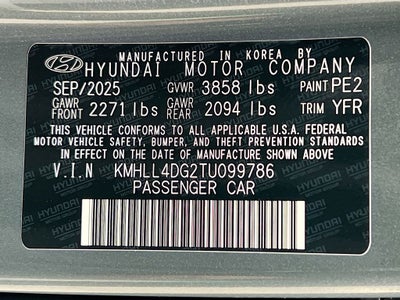 MANUFACTURED IN KOREA BY
HYUNDAI MOTOR COMPANY
SEP/2025 GVWR 3858 lbs PAINT PE2
GAWR FRONT 2271 lbs GAWR REAR 2094 lbs TRIM YFR
THIS VEHICLE CONFORMS TO ALL APPLICABLE U.S.A. FEDERAL
MOTOR VEHICLE SAFETY, BUMPER, AND THEFT PREVENTION STANDARDS
IN EFFECT ON THE DATE OF MANUFACTURE SHOWN ABOVE.
V.I.N KMHLL4DG2TU099786
PASSENGER CAR